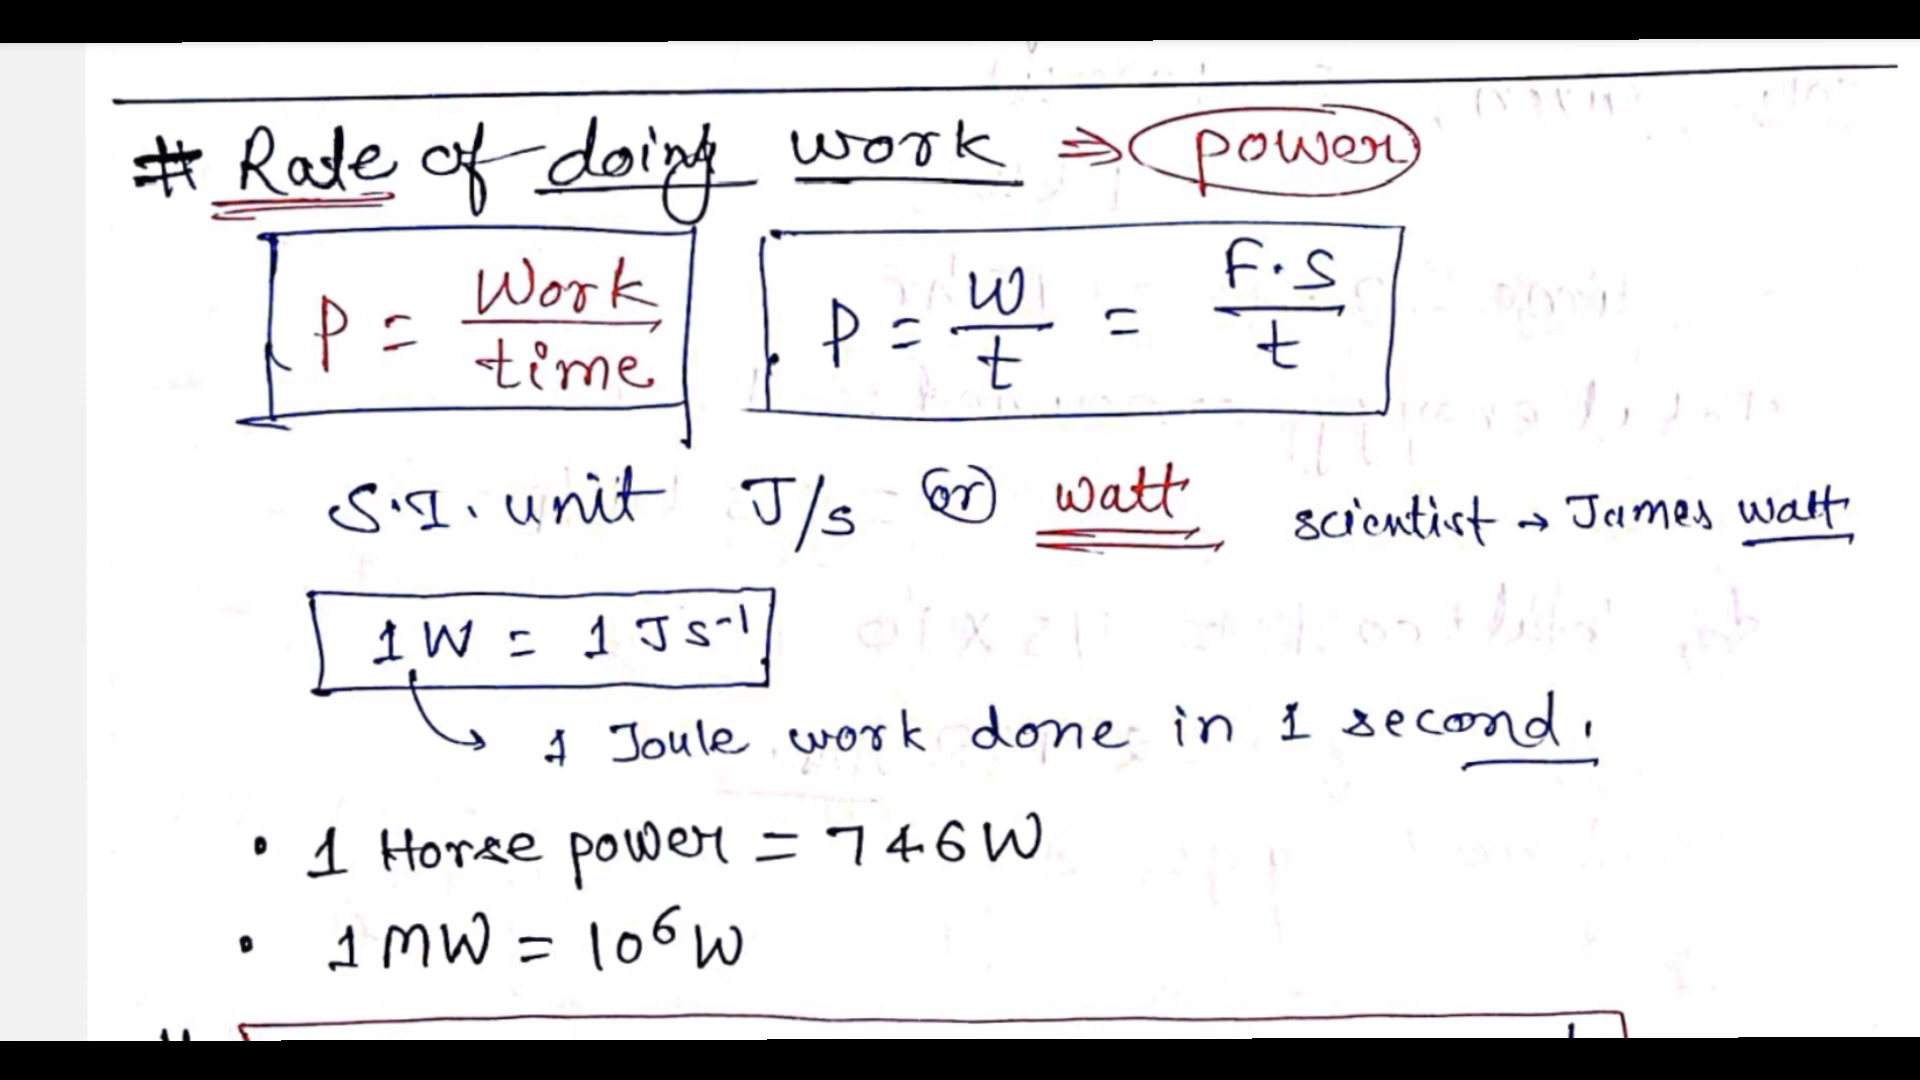 # Rate of doing work ⇒ power
P = Work / time
P = W / t = F·S / t
S.I. unit J/s (or) watt scientist → James watt
1 W = 1 J s⁻¹
→ 1 Joule work done in 1 second.
• 1 Horse power = 746 W
• 1 MW = 10⁶ W